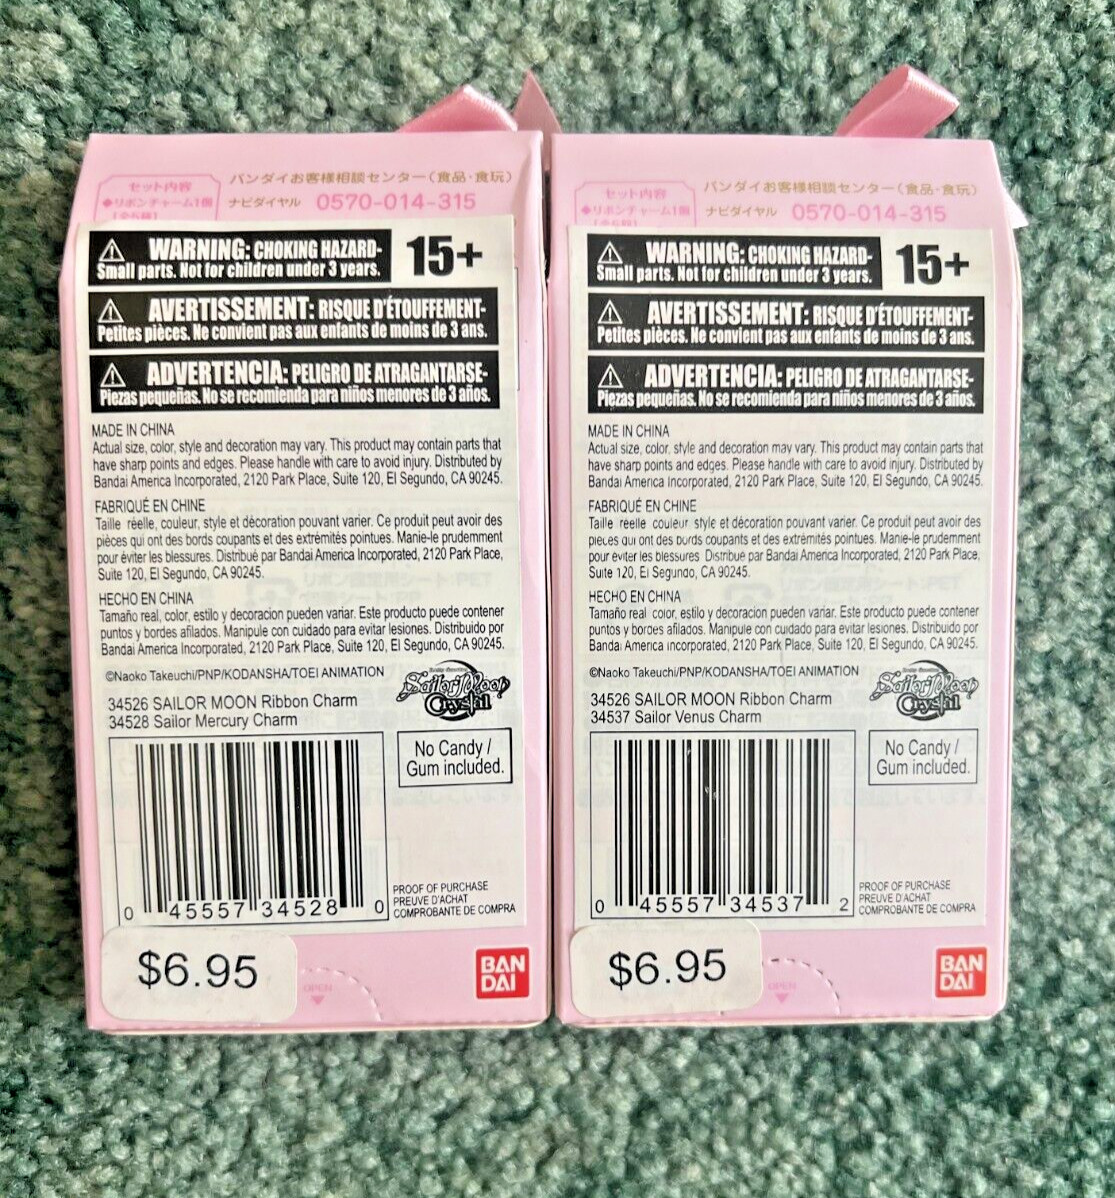 セット内容
◆リボンチャーム1個
バンダイお客様相談センター(食品・食玩)
ナビダイヤル 0570-014-315
WARNING: CHOKING HAZARD-
Small parts. Not for children under 3 years.
15+
AVERTISSEMENT: RISQUE D'ÉTOUFFEMENT-
Petites pièces. Ne convient pas aux enfants de moins de 3 ans.
ADVERTENCIA: PELIGRO DE ATRAGANTARSE-
Piezas pequeñas. No se recomienda para niños menores de 3 años.
MADE IN CHINA
Actual size, color, style and decoration may vary. This product may contain parts that
have sharp points and edges. Please handle with care to avoid injury. Distributed by
Bandai America Incorporated, 2120 Park Place, Suite 120, El Segundo, CA 90245.
FABRIQUÉ EN CHINE
Taille réelle, couleur, style et décoration pouvant varier. Ce produit peut avoir des
pièces qui ont des bords coupants et des extrémités pointues. Manie-le prudemment
pour éviter les blessures. Distribué par Bandai America Incorporated, 2120 Park Place,
Suite 120, El Segundo, CA 90245.
HECHO EN CHINA
Tamaño real, color, estilo y decoracion pueden variar. Este producto puede contener
puntos y bordes afilados. Manipule con cuidado para evitar lesiones. Distribuido por
Bandai America Incorporated, 2120 Park Place, Suite 120, El Segundo, CA 90245.
©Naoko Takeuchi/PNP/KODANSHA/TOEI ANIMATION
Sailor Moon
Crystal
34526 SAILOR MOON Ribbon Charm
34528 Sailor Mercury Charm
No Candy /
Gum included.
0 45557 34528 0
PROOF OF PURCHASE
PREUVE D'ACHAT
COMPROBANTE DE COMPRA
$6.95
OPEN
BAN
DAI
セット内容
◆リボンチャーム1個
バンダイお客様相談センター(食品・食玩)
ナビダイヤル 0570-014-315
WARNING: CHOKING HAZARD-
Small parts. Not for children under 3 years.
15+
AVERTISSEMENT: RISQUE D'ÉTOUFFEMENT-
Petites pièces. Ne convient pas aux enfants de moins de 3 ans.
ADVERTENCIA: PELIGRO DE ATRAGANTARSE-
Piezas pequeñas. No se recomienda para niños menores de 3 años.
MADE IN CHINA
Actual size, color, style and decoration may vary. This product may contain parts that
have sharp points and edges. Please handle with care to avoid injury. Distributed by
Bandai America Incorporated, 2120 Park Place, Suite 120, El Segundo, CA 90245.
FABRIQUÉ EN CHINE
Taille réelle couleur, style et décoration pouvant varier. Ce produit peut avoir des
pièces qui ont des bords coupants et des extrémités pointues. Manie-le prudemment
pour éviter les blessures. Distribué par Bandai America Incorporated, 2120 Park Place,
Suite 120, El Segundo, CA 90245.
HECHO EN CHINA
Tamaño real, color, estilo y decoracion pueden variar. Este producto puede contener
puntos y bordes afilados. Manipule con cuidado para evitar lesiones. Distribuido por
Bandai America Incorporated, 2120 Park Place, Suite 120, El Segundo, CA 90245.
©Naoko Takeuchi/PNP/KODANSHA/TOEI ANIMATION
Sailor Moon
Crystal
34526 SAILOR MOON Ribbon Charm
34537 Sailor Venus Charm
No Candy /
Gum included.
0 45557 34537 2
PROOF OF PURCHASE
PREUVE D'ACHAT
COMPROBANTE DE COMPRA
$6.95
OPEN
BAN
DAI